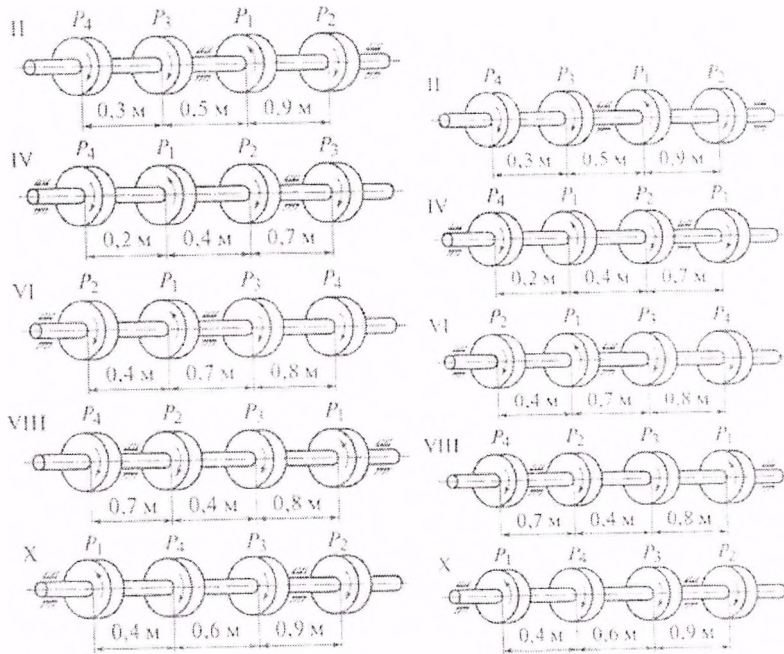 II
P4 P3 P1 P2
0,3 м 0,5 м 0,9 м
IV
P4 P1 P2 P3
0,2 м 0,4 м 0,7 м
VI
P2 P1 P3 P4
0,4 м 0,7 м 0,8 м
VIII
P4 P2 P3 P1
0,7 м 0,4 м 0,8 м
X
P1 P4 P3 P2
0,4 м 0,6 м 0,9 м
II
P4 P3 P1 P2
0,3 м 0,5 м 0,9 м
IV
P4 P1 P2 P3
0,2 м 0,4 м 0,7 м
VI
P2 P1 P3 P4
0,4 м 0,7 м 0,8 м
VIII
P4 P2 P3 P1
0,7 м 0,4 м 0,8 м
X
P1 P4 P3 P2
0,4 м 0,6 м 0,9 м